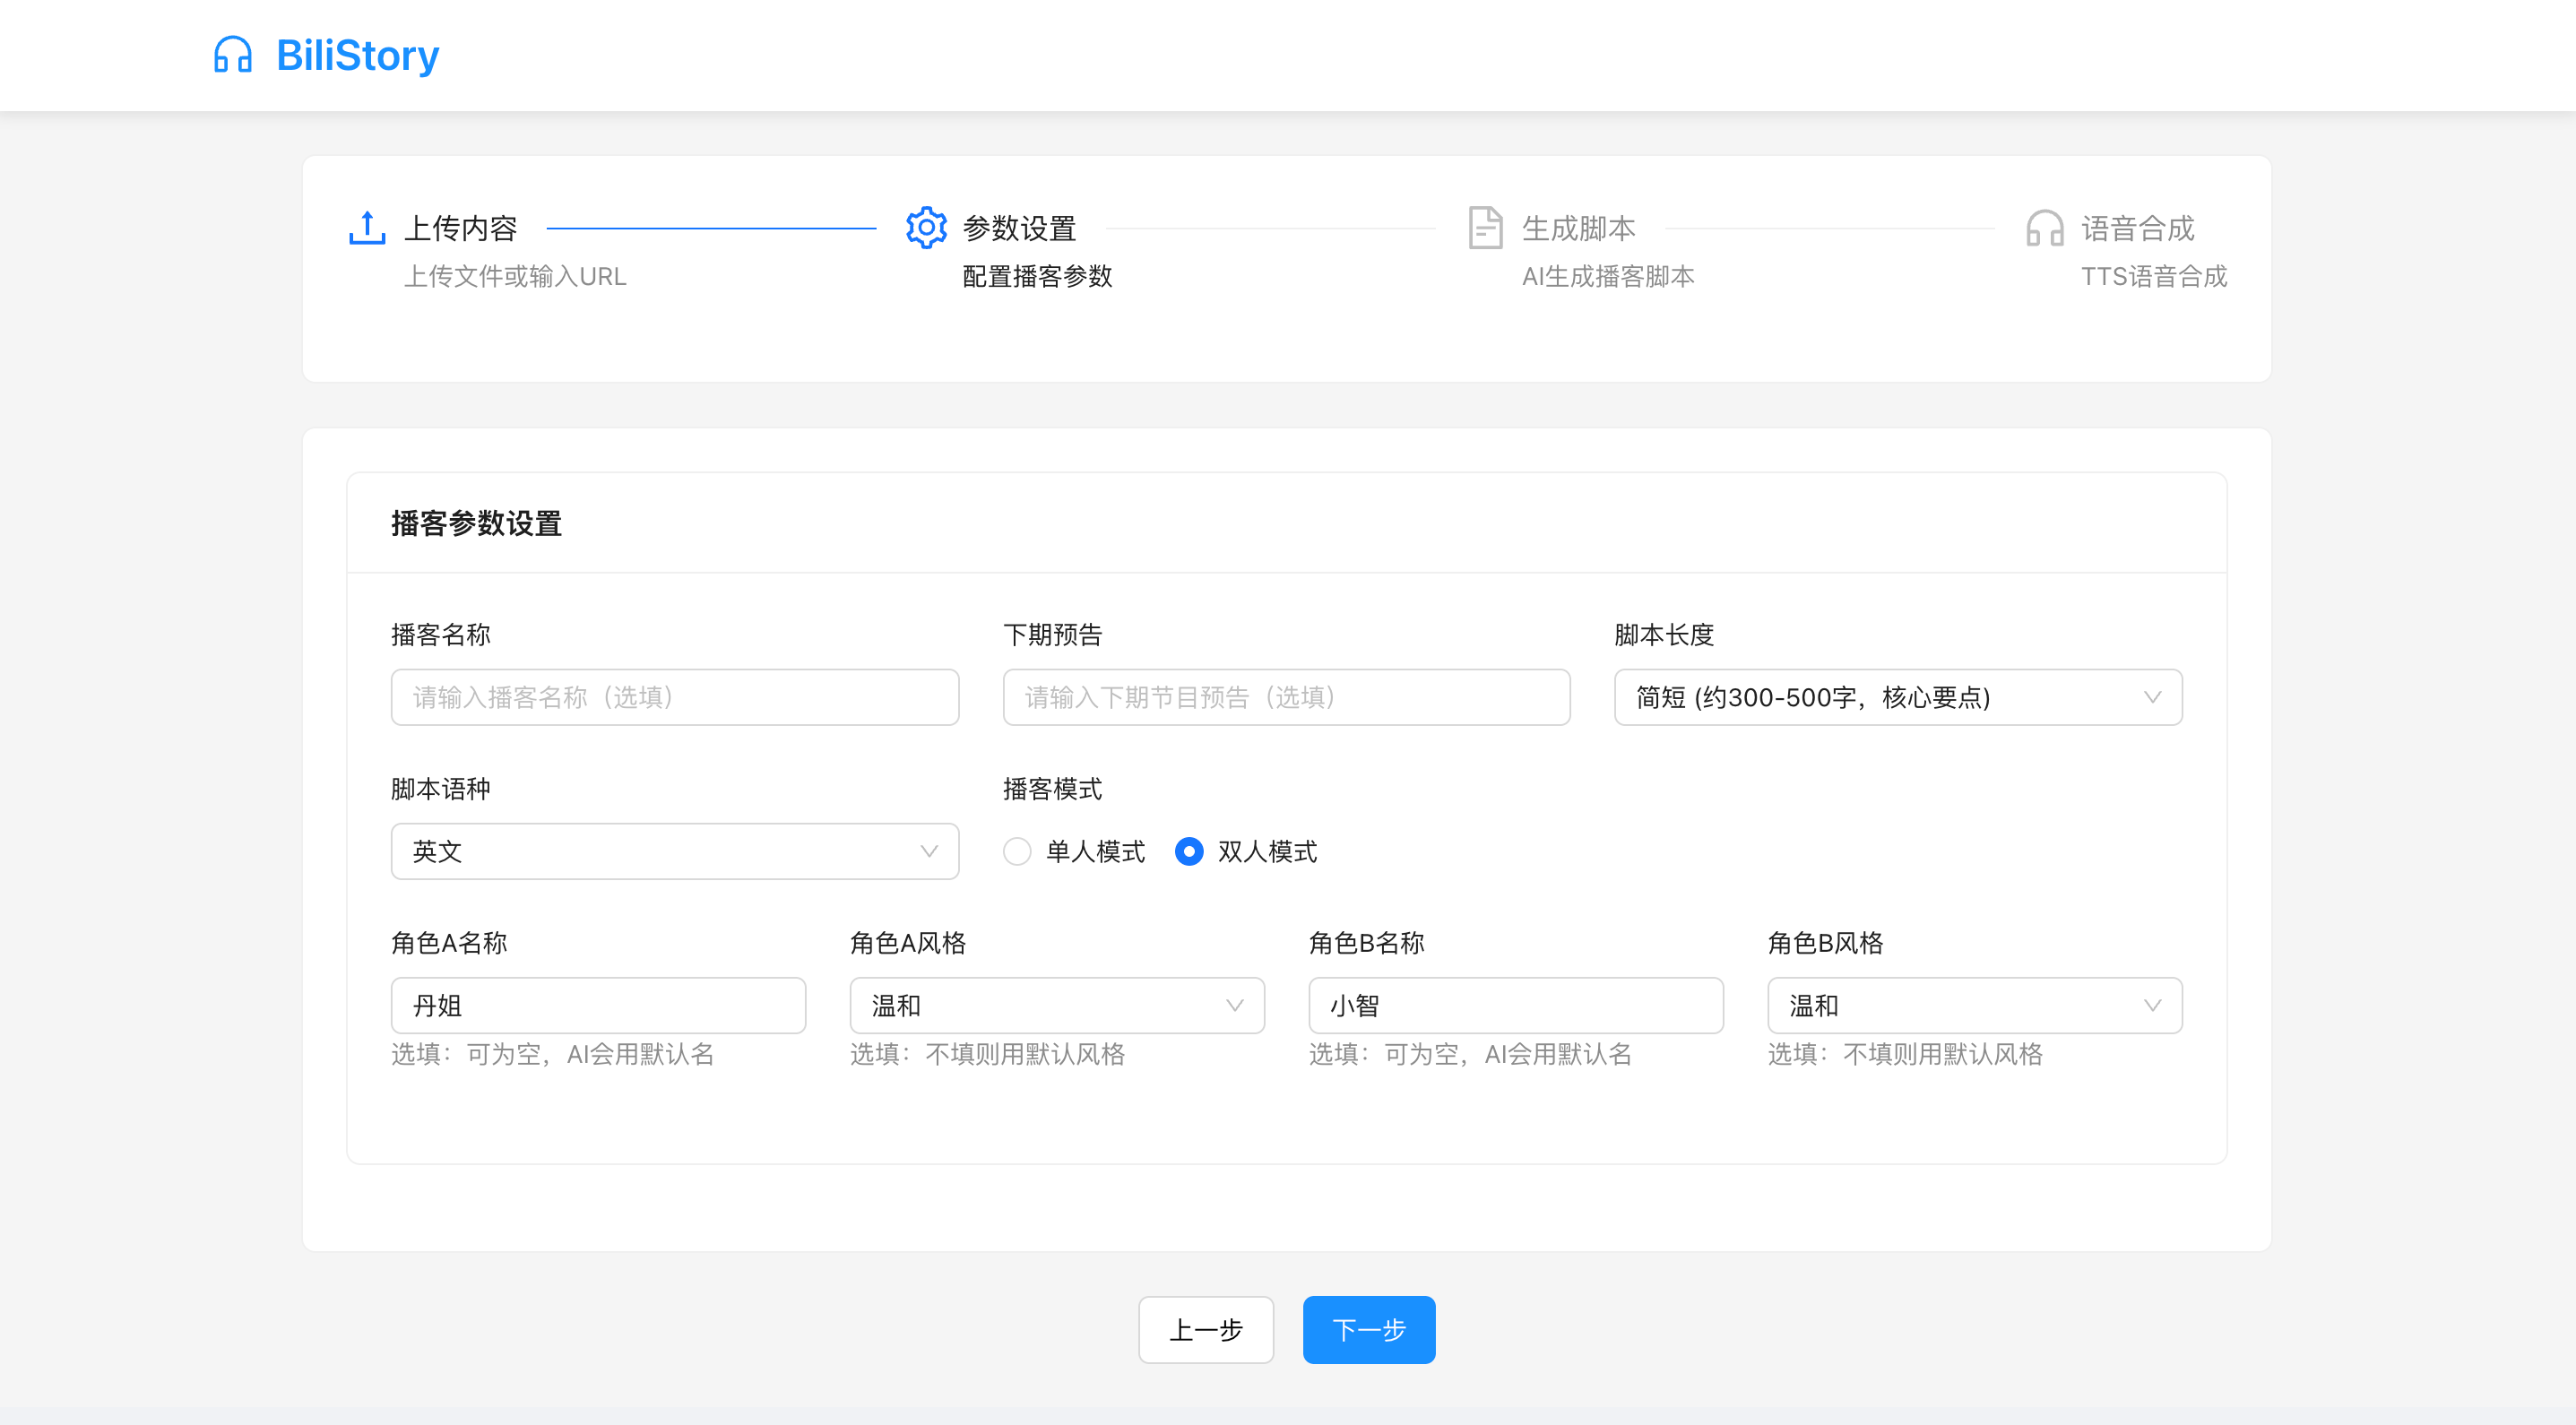 BiliStory
上传内容
上传文件或输入URL
参数设置
配置播客参数
生成脚本
AI生成播客脚本
语音合成
TTS语音合成
播客参数设置
播客名称
请输入播客名称（选填）
下期预告
请输入下期节目预告（选填）
脚本长度
简短 (约300-500字，核心要点)
脚本语种
英文
播客模式
单人模式
双人模式
角色A名称
丹姐
选填：可为空，AI会用默认名
角色A风格
温和
选填：不填则用默认风格
角色B名称
小智
选填：可为空，AI会用默认名
角色B风格
温和
选填：不填则用默认风格
上一步
下一步